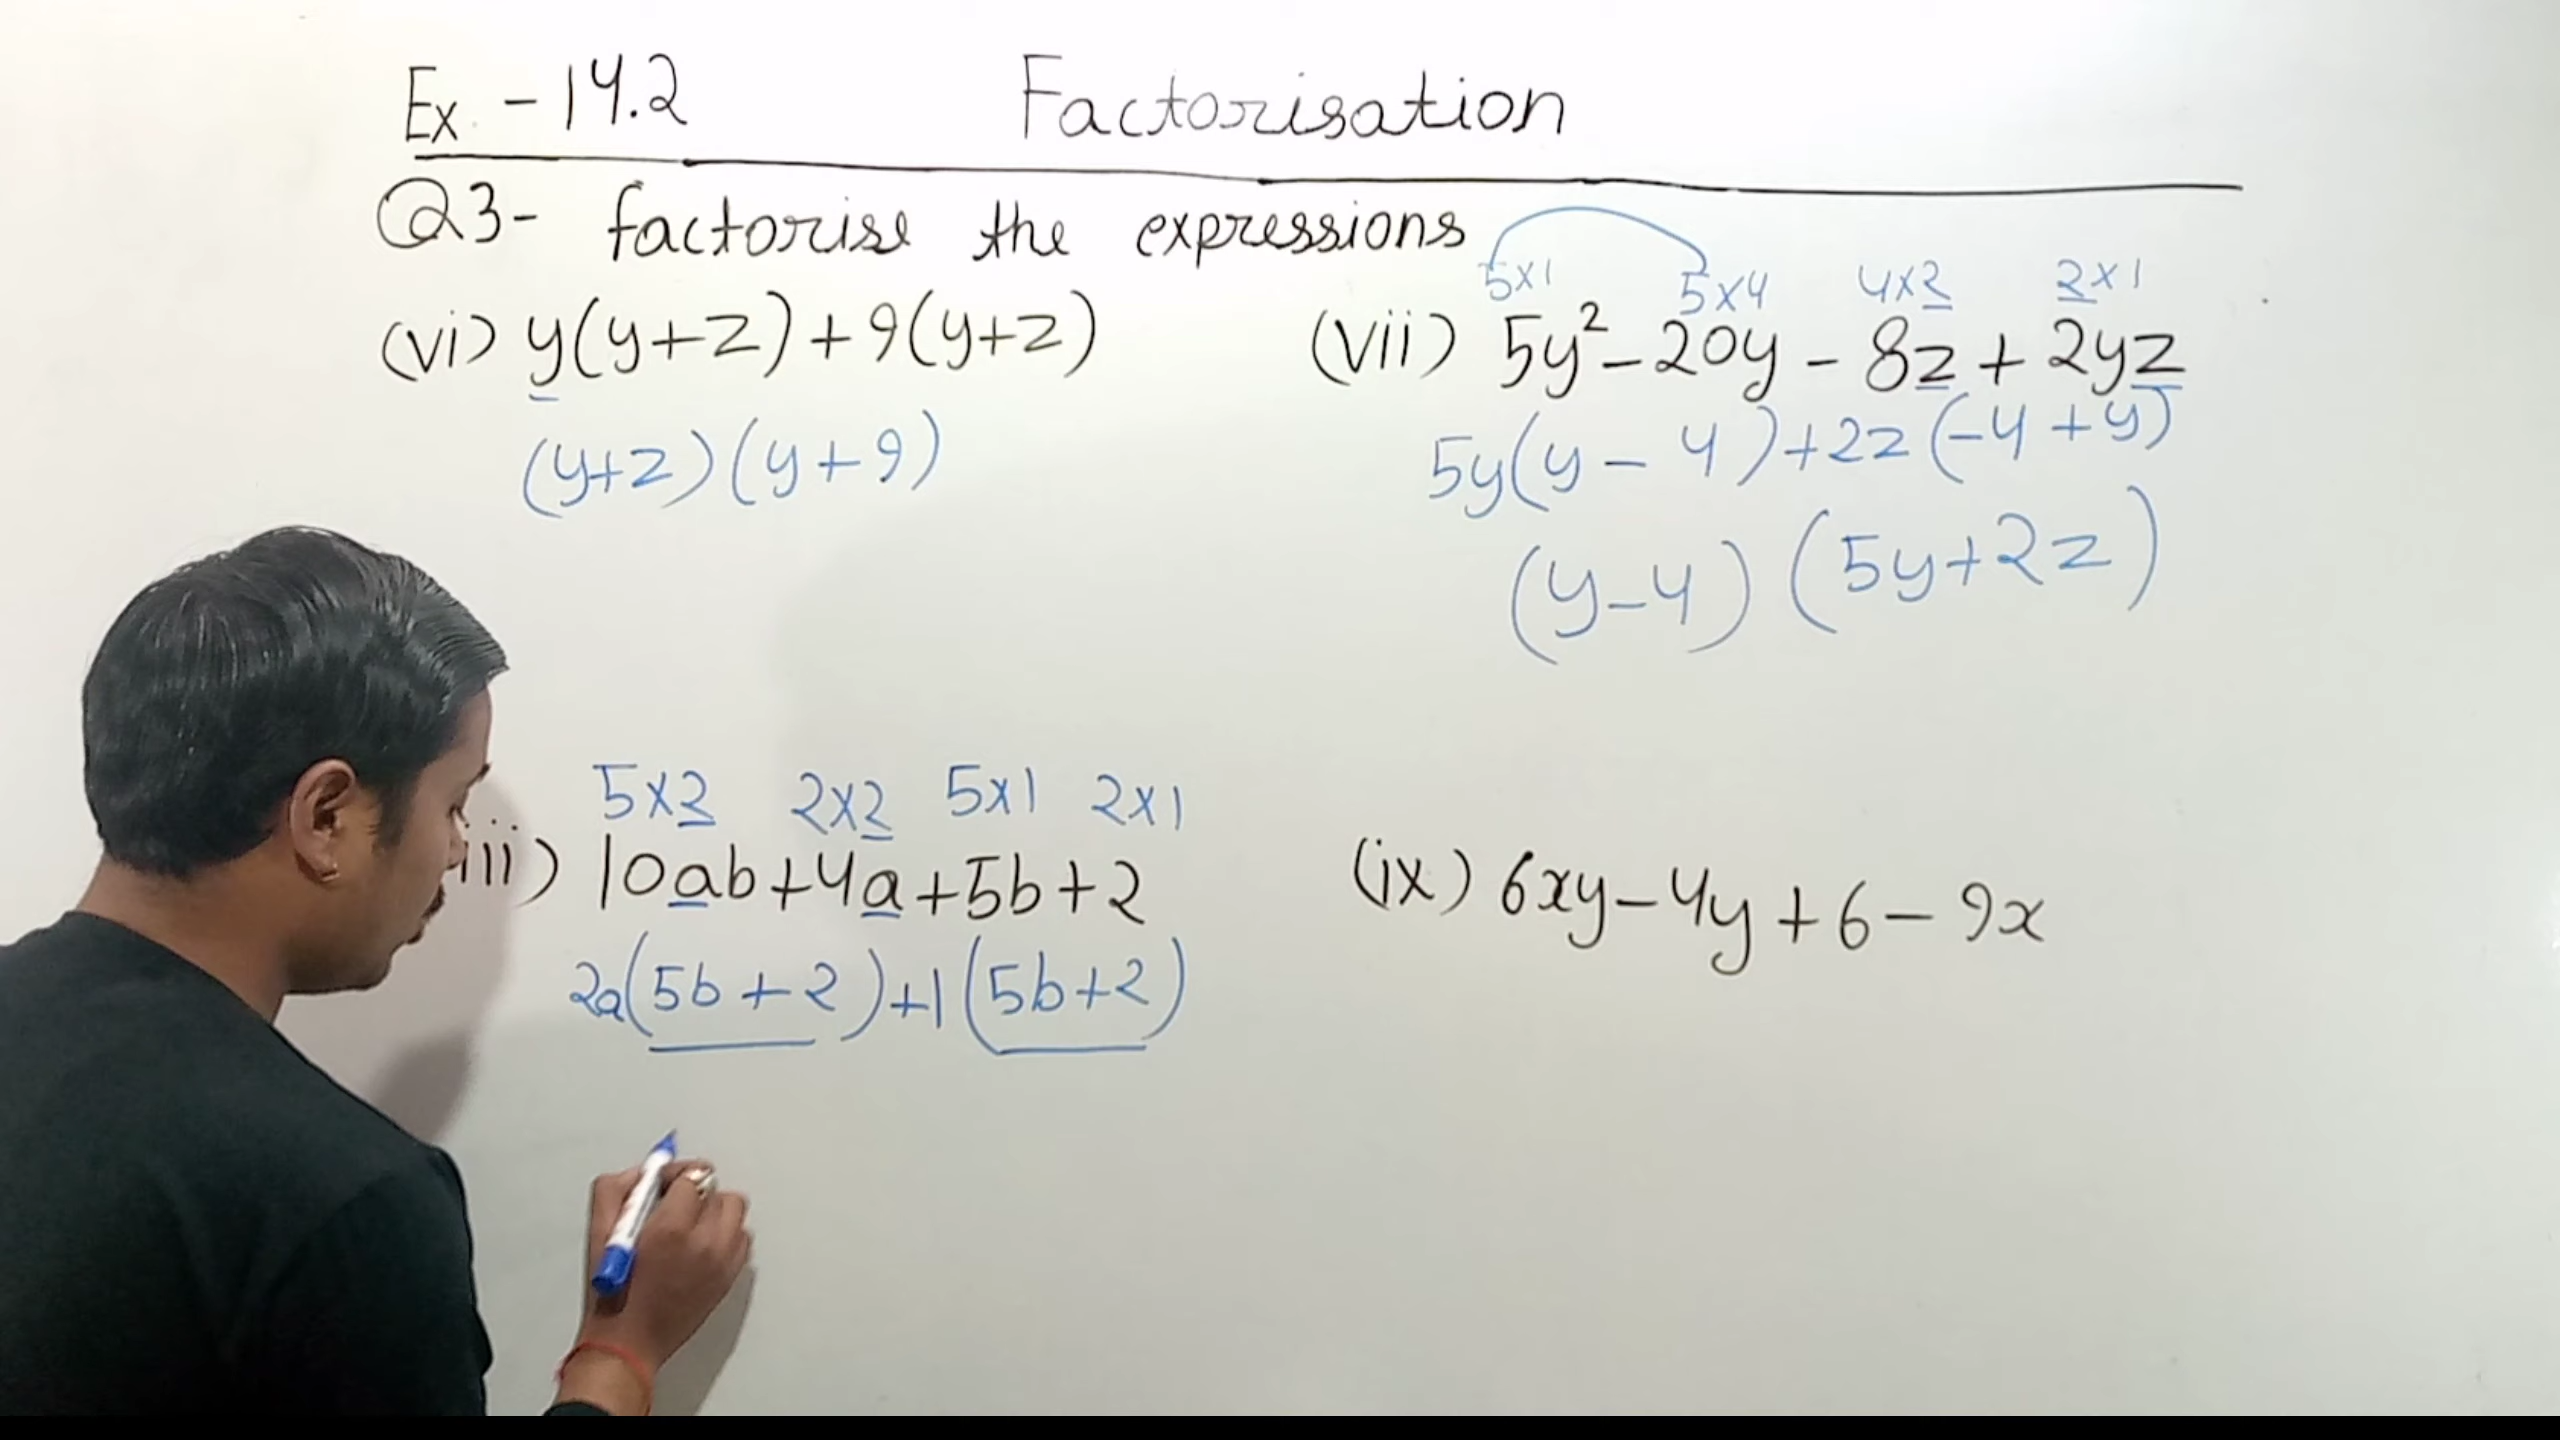 Ex - 14.2 Factorisation
Q3- factorise the expressions
(vi) y(y+z)+9(y+z)
(y+z)(y+9)
5x1 5x4 4x2 2x1
(vii) 5y²-20y-8z+2yz
5y(y-4)+2z(-4+y)
(y-4)(5y+2z)
5x2 2x2 5x1 2x1
iii) 10ab+4a+5b+2
2a(5b+2)+1(5b+2)
(ix) 6xy-4y+6-9x